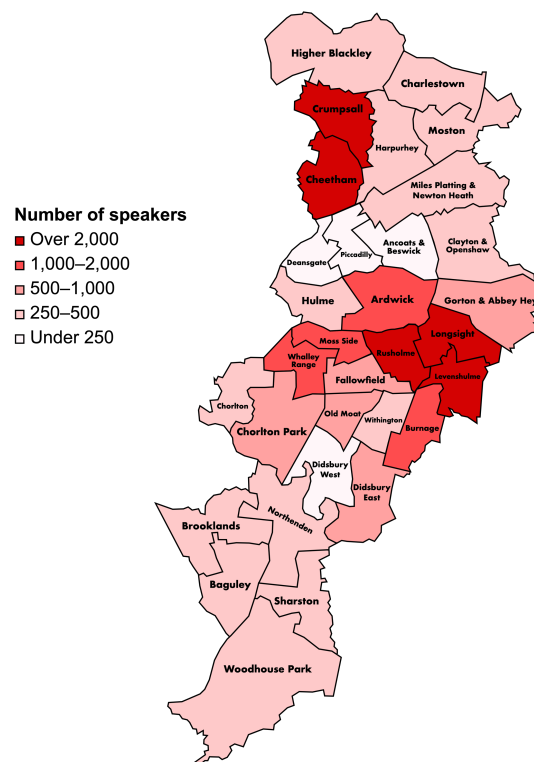 Higher Blackley
Charlestown
Crumpsall
Moston
Harpurhey
Cheetham
Miles Platting &
Newton Heath
Number of speakers
Over 2,000
1,000–2,000
500–1,000
250–500
Under 250
Deansgate
Piccadilly
Ancoats &
Beswick
Clayton &
Openshaw
Hulme
Ardwick
Gorton & Abbey Hey
Moss Side
Longsight
Rusholme
Whalley
Range
Levenshulme
Fallowfield
Chorlton
Old Moat
Withington
Chorlton Park
Burnage
Didsbury
West
Didsbury
East
Northenden
Brooklands
Baguley
Sharston
Woodhouse Park